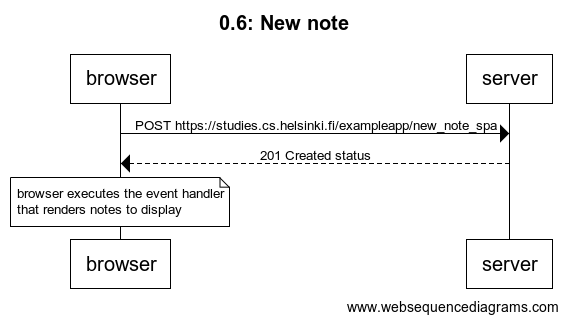 0.6: New note
browser
server
POST https://studies.cs.helsinki.fi/exampleapp/new_note_spa
201 Created status
browser executes the event handler
that renders notes to display
browser
server
www.websequencediagrams.com